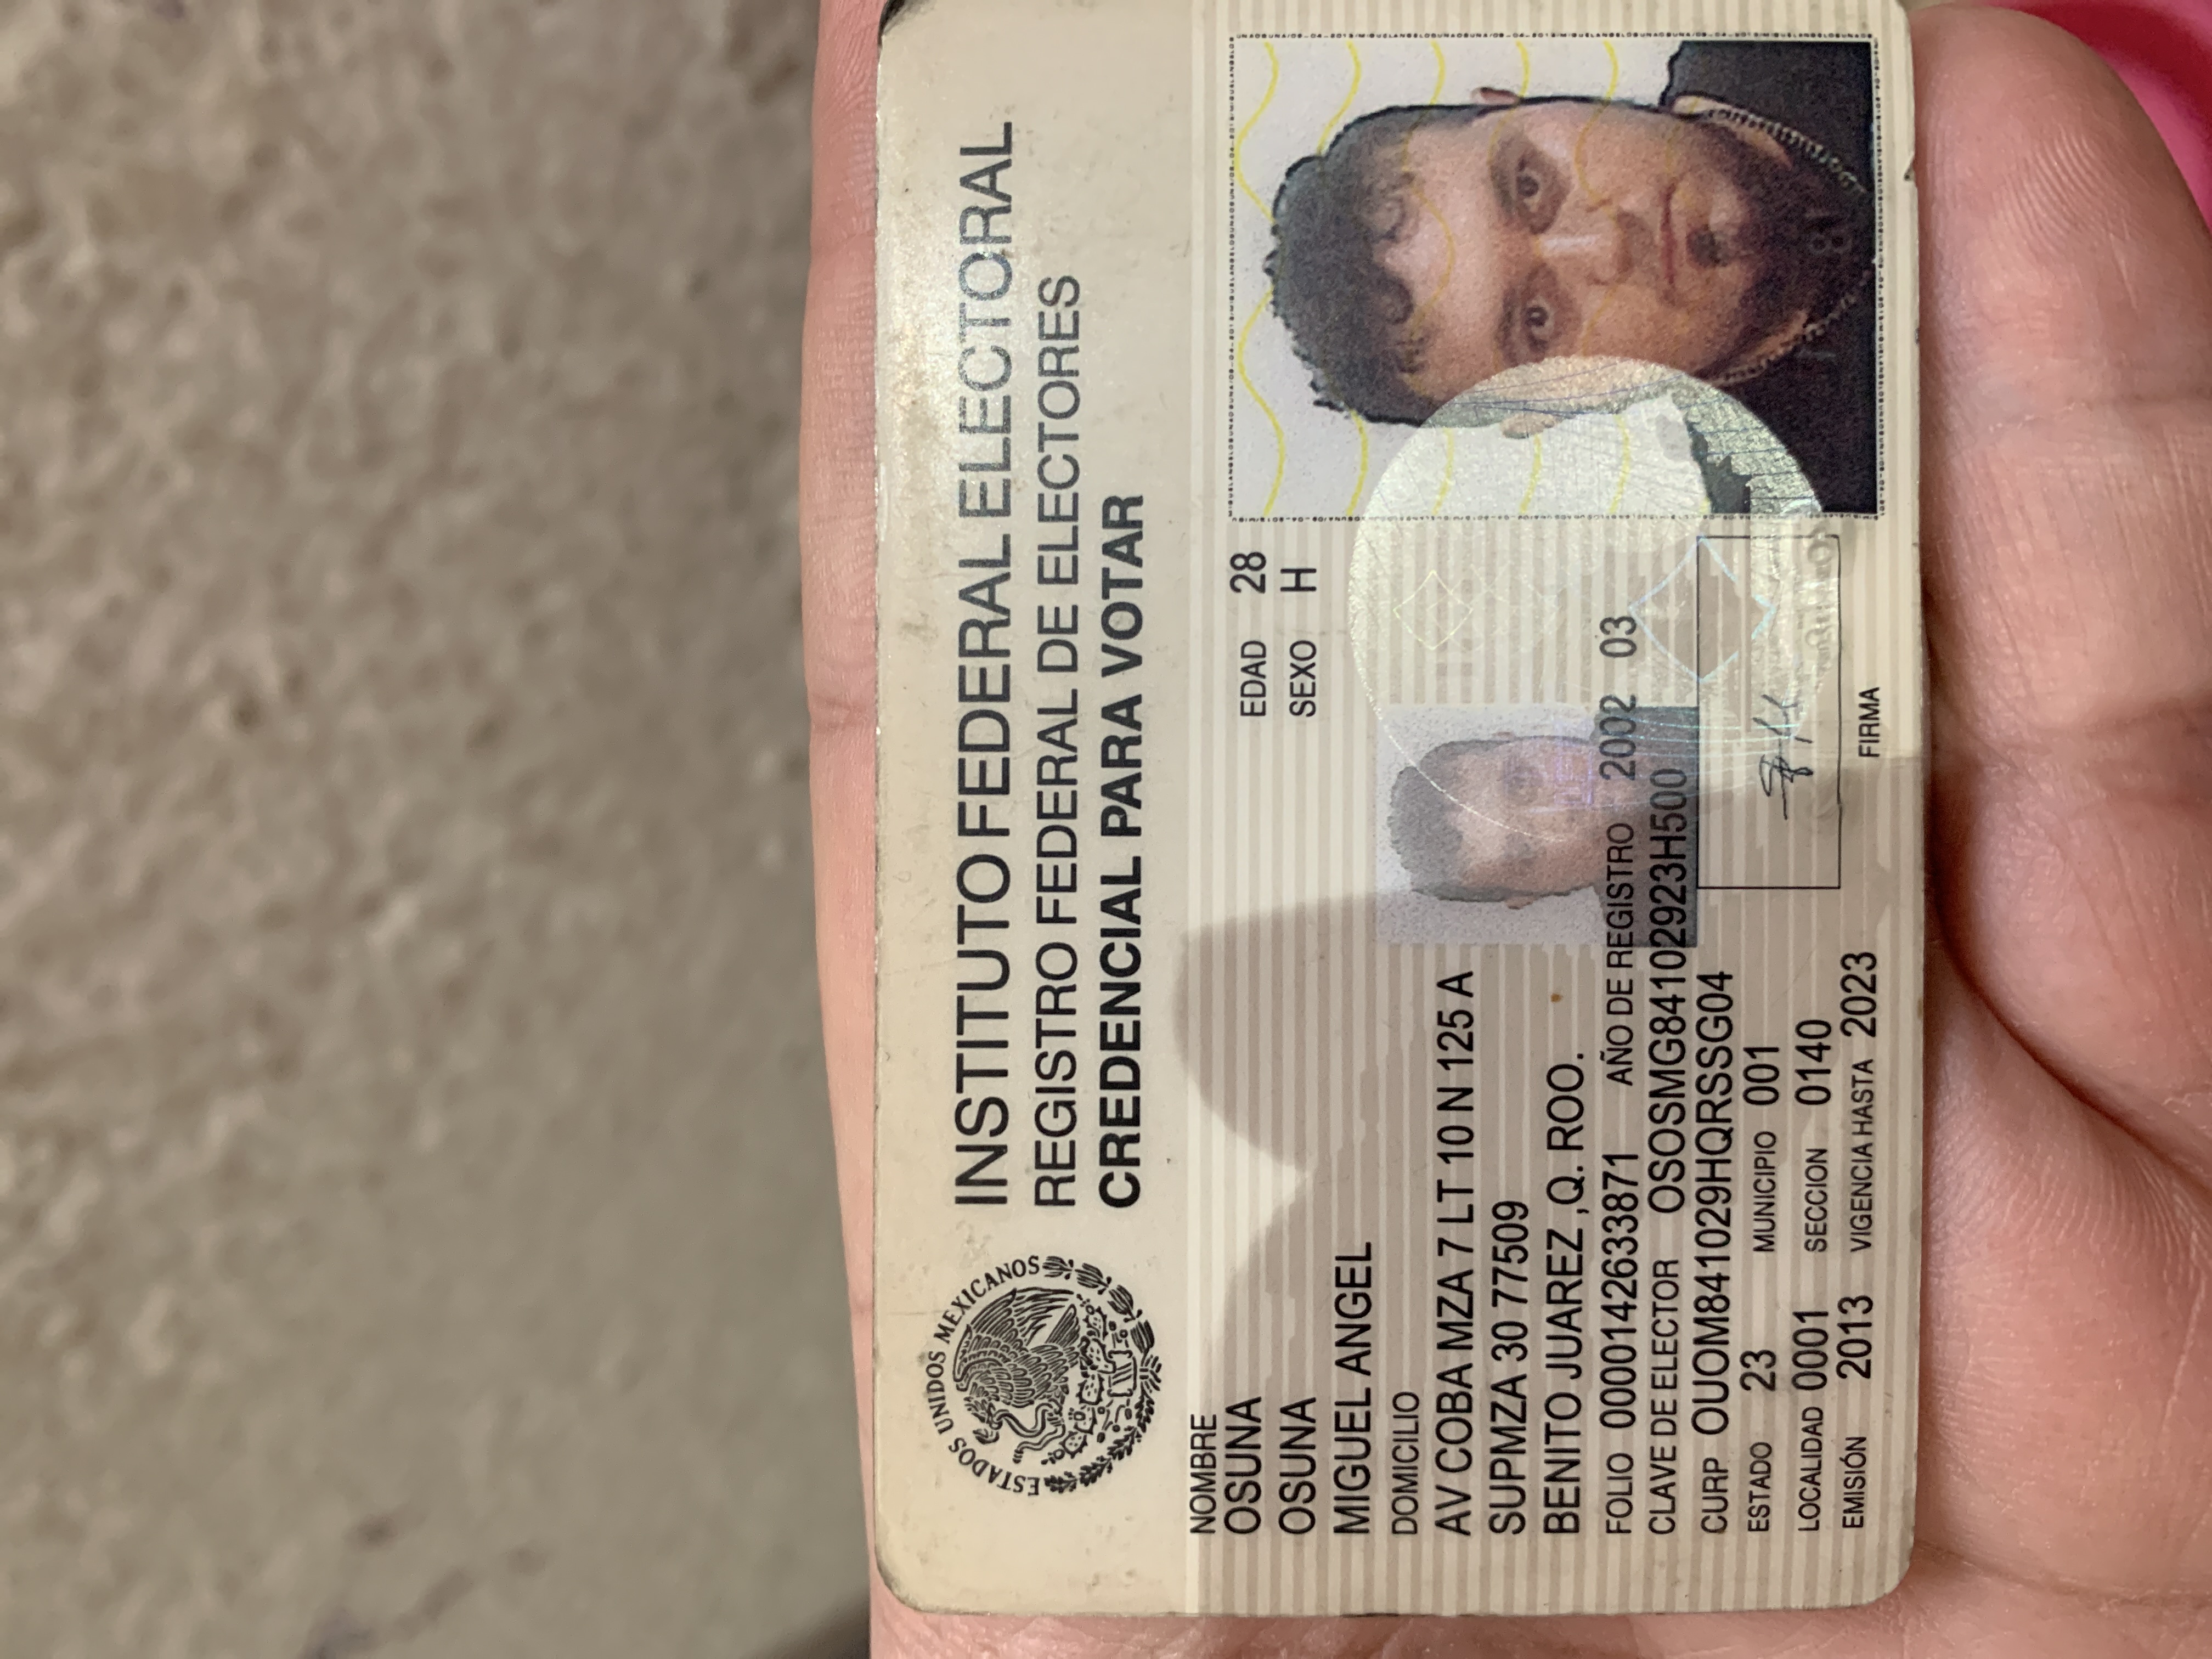 ESTADOS UNIDOS MEXICANOS
INSTITUTO FEDERAL ELECTORAL
REGISTRO FEDERAL DE ELECTORES
CREDENCIAL PARA VOTAR
NOMBRE
OSUNA
OSUNA
MIGUEL ANGEL
EDAD 28
SEXO H
DOMICILIO
AV COBA MZA 7 LT 10 N 125 A
SUPMZA 30 77509
BENITO JUAREZ ,Q. ROO.
FOLIO 0000142633871 AÑO DE REGISTRO 2002 03
CLAVE DE ELECTOR OSOSMG84102923H500
CURP OUOM841029HQRSSG04
ESTADO 23 MUNICIPIO 001
LOCALIDAD 0001 SECCION 0140
EMISIÓN 2013 VIGENCIA HASTA 2023
FIRMA